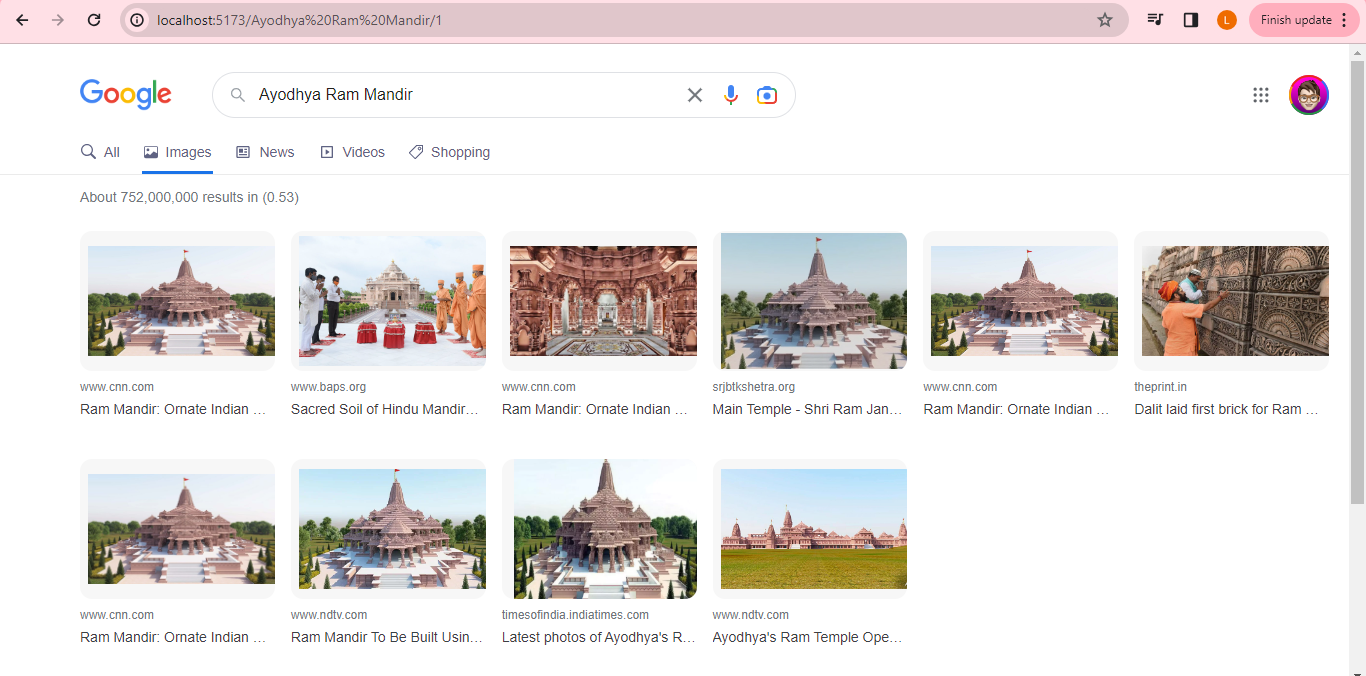 localhost:5173/Ayodhya%20Ram%20Mandir/1
L
Finish update
Google
Ayodhya Ram Mandir
All
Images
News
Videos
Shopping
About 752,000,000 results in (0.53)
www.cnn.com
Ram Mandir: Ornate Indian ...
www.baps.org
Sacred Soil of Hindu Mandir...
www.cnn.com
Ram Mandir: Ornate Indian ...
srjbtkshetra.org
Main Temple - Shri Ram Jan...
www.cnn.com
Ram Mandir: Ornate Indian ...
theprint.in
Dalit laid first brick for Ram ...
www.cnn.com
Ram Mandir: Ornate Indian ...
www.ndtv.com
Ram Mandir To Be Built Usin...
timesofindia.indiatimes.com
Latest photos of Ayodhya's R...
www.ndtv.com
Ayodhya's Ram Temple Ope...